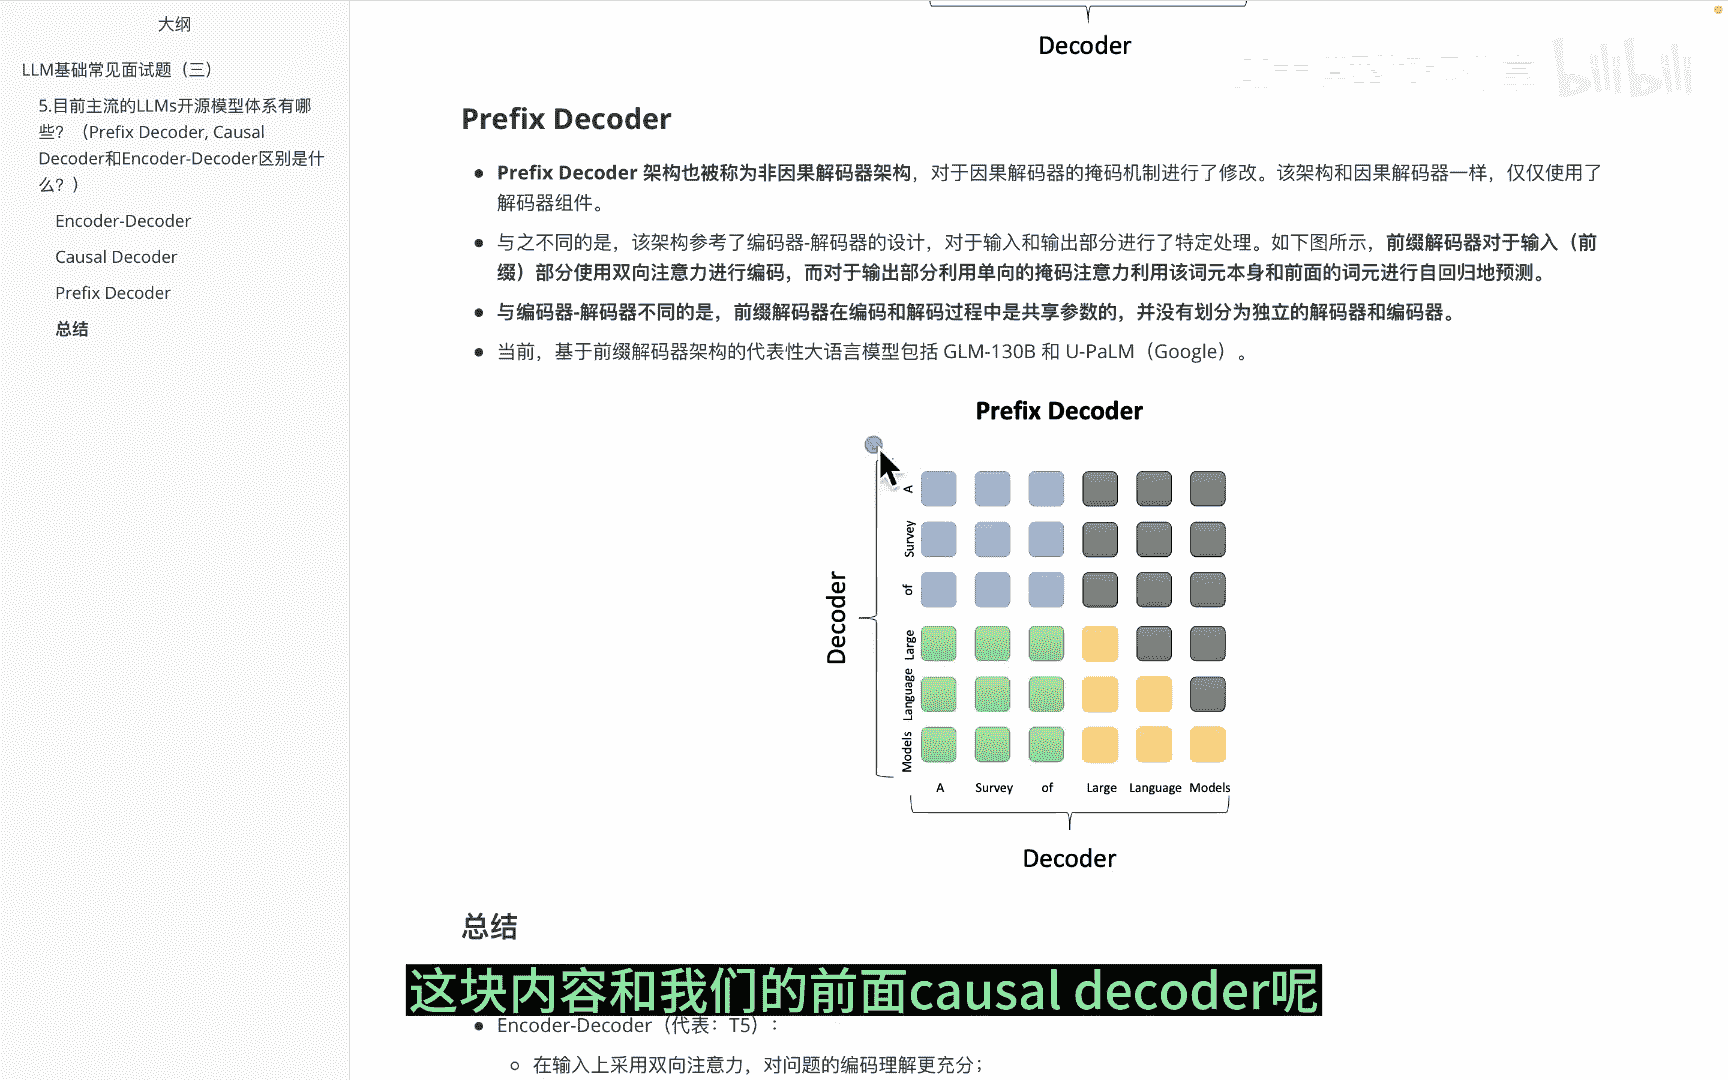 大纲
LLM基础常见面试题（三）
5.目前主流的LLMs开源模型体系有哪
些？（Prefix Decoder, Causal
Decoder和Encoder-Decoder区别是什
么？）
Encoder-Decoder
Causal Decoder
Prefix Decoder
总结
Decoder
bilibili
Prefix Decoder
Prefix Decoder 架构也被称为非因果解码器架构，对于因果解码器的掩码机制进行了修改。该架构和因果解码器一样，仅仅使用了
解码器组件。
与之不同的是，该架构参考了编码器-解码器的设计，对于输入和输出部分进行了特定处理。如下图所示，前缀解码器对于输入（前
缀）部分使用双向注意力进行编码，而对于输出部分利用单向的掩码注意力利用该词元本身和前面的词元进行自回归地预测。
与编码器-解码器不同的是，前缀解码器在编码和解码过程中是共享参数的，并没有划分为独立的解码器和编码器。
当前，基于前缀解码器架构的代表性大语言模型包括 GLM-130B 和 U-PaLM（Google）。
Prefix Decoder
Decoder
A
Survey
of
Large
Language
Models
A Survey of Large Language Models
Decoder
总结
这块内容和我们的前面causal decoder呢
Encoder-Decoder（代表：T5）：
在输入上采用双向注意力，对问题的编码理解更充分；